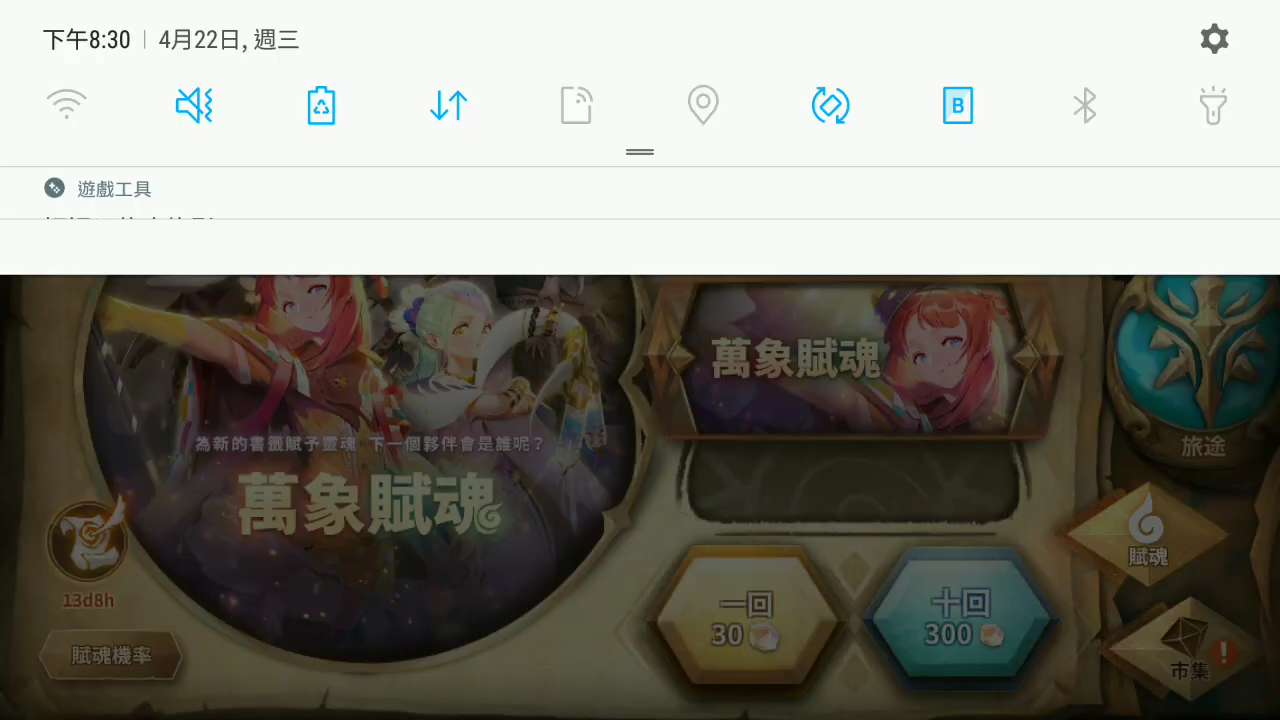 下午8:30
4月22日, 週三
B
遊戲工具
萬象賦魂
為新的書籤賦予靈魂 下一個夥伴會是誰呢？
萬象賦魂
旅途
賦魂
13d8h
一回
30
十回
300
賦魂機率
市集
!